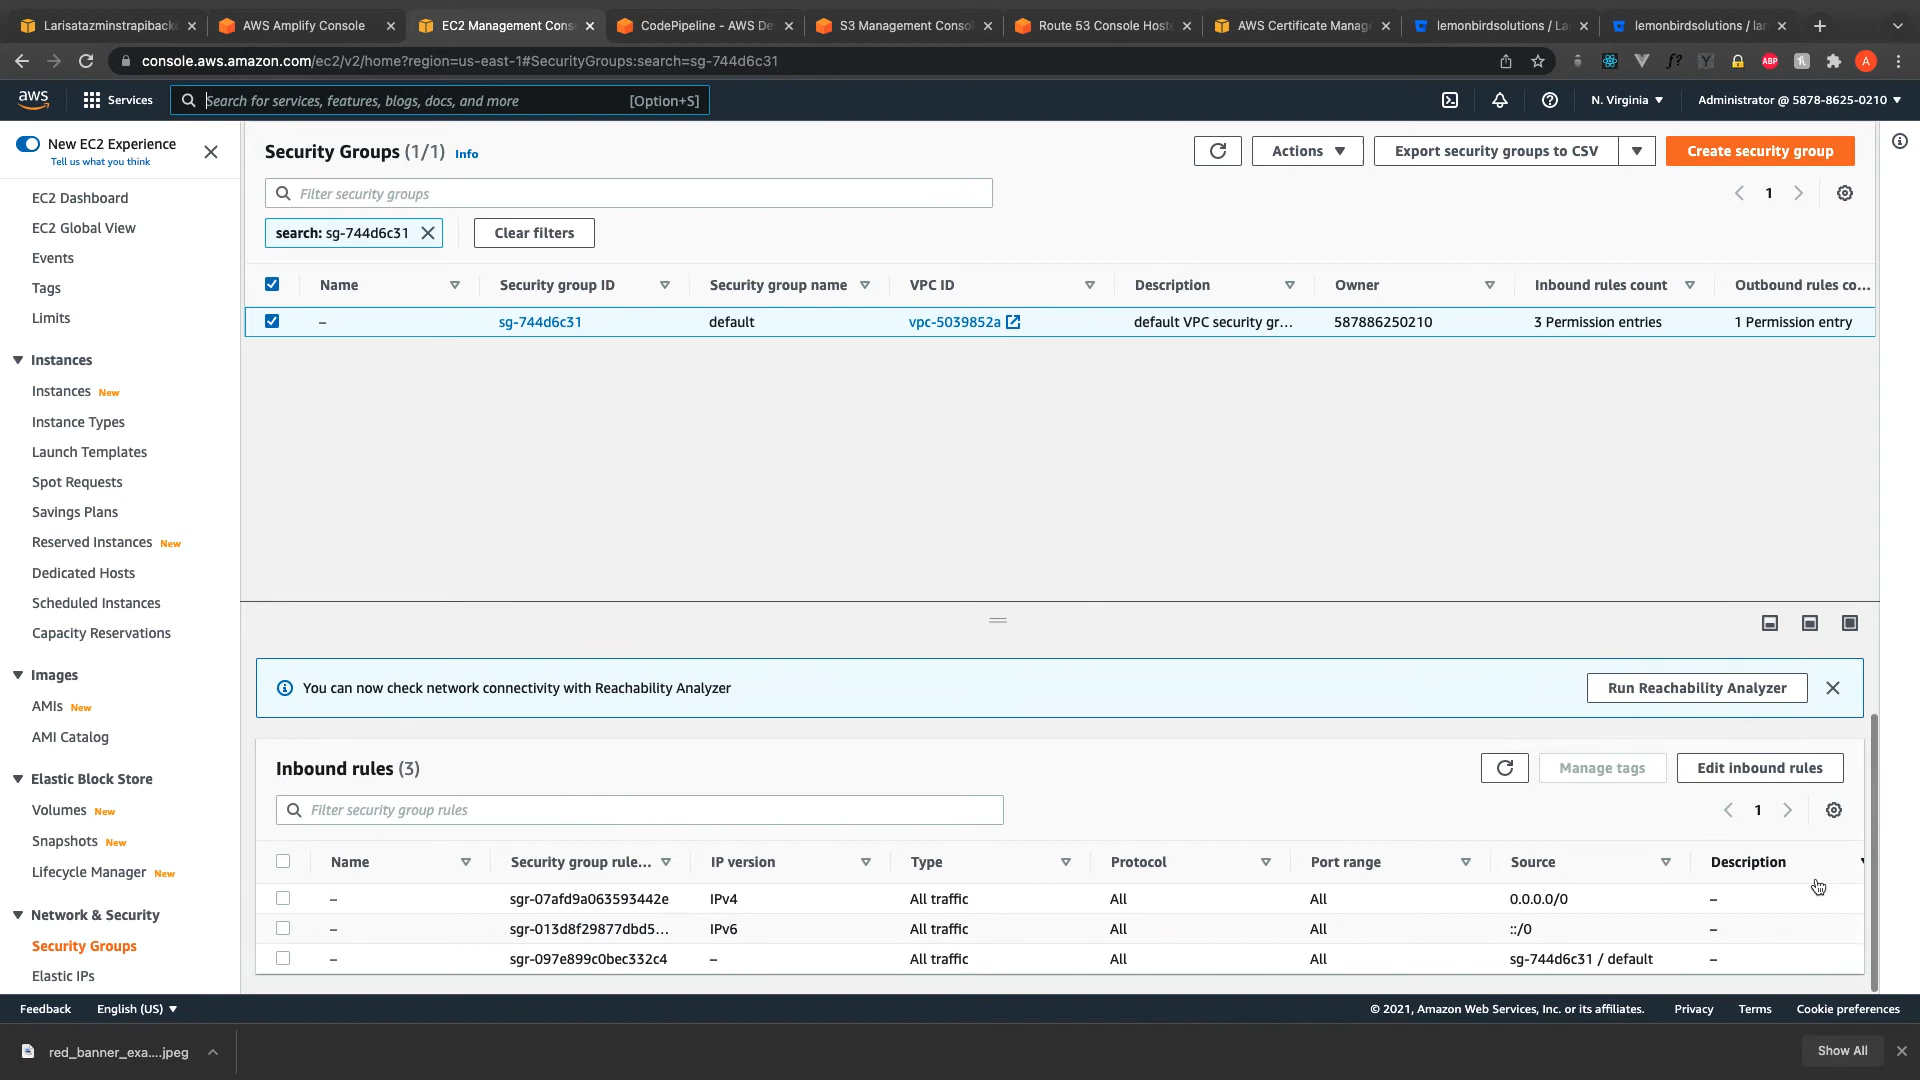 Larisatazminstrapibacke
AWS Amplify Console
EC2 Management Cons
CodePipeline - AWS De
S3 Management Consol
Route 53 Console Hoste
AWS Certificate Manag
lemonbirdsolutions / La
lemonbirdsolutions / lar
console.aws.amazon.com/ec2/v2/home?region=us-east-1#SecurityGroups:search=sg-744d6c31
ABP
A
aws
Services
Search for services, features, blogs, docs, and more
[Option+S]
N. Virginia
Administrator @ 5878-8625-0210
New EC2 Experience
Tell us what you think
EC2 Dashboard
EC2 Global View
Events
Tags
Limits
Instances
Instances New
Instance Types
Launch Templates
Spot Requests
Savings Plans
Reserved Instances New
Dedicated Hosts
Scheduled Instances
Capacity Reservations
Images
AMIs New
AMI Catalog
Elastic Block Store
Volumes New
Snapshots New
Lifecycle Manager New
Network & Security
Security Groups
Elastic IPs
Security Groups (1/1) Info
Actions
Export security groups to CSV
Create security group
Filter security groups
1
search: sg-744d6c31
Clear filters
Name Security group ID Security group name VPC ID Description Owner Inbound rules count Outbound rules co...
– sg-744d6c31 default vpc-5039852a default VPC security gr... 587886250210 3 Permission entries 1 Permission entry
You can now check network connectivity with Reachability Analyzer
Run Reachability Analyzer
Inbound rules (3)
Manage tags
Edit inbound rules
Filter security group rules
1
Name Security group rule... IP version Type Protocol Port range Source Description
– sgr-07afd9a063593442e IPv4 All traffic All All 0.0.0.0/0 –
– sgr-013d8f29877dbd5... IPv6 All traffic All All ::/0 –
– sgr-097e899c0bec332c4 – All traffic All All sg-744d6c31 / default –
Feedback
English (US)
© 2021, Amazon Web Services, Inc. or its affiliates.
Privacy
Terms
Cookie preferences
red_banner_exa....jpeg
Show All